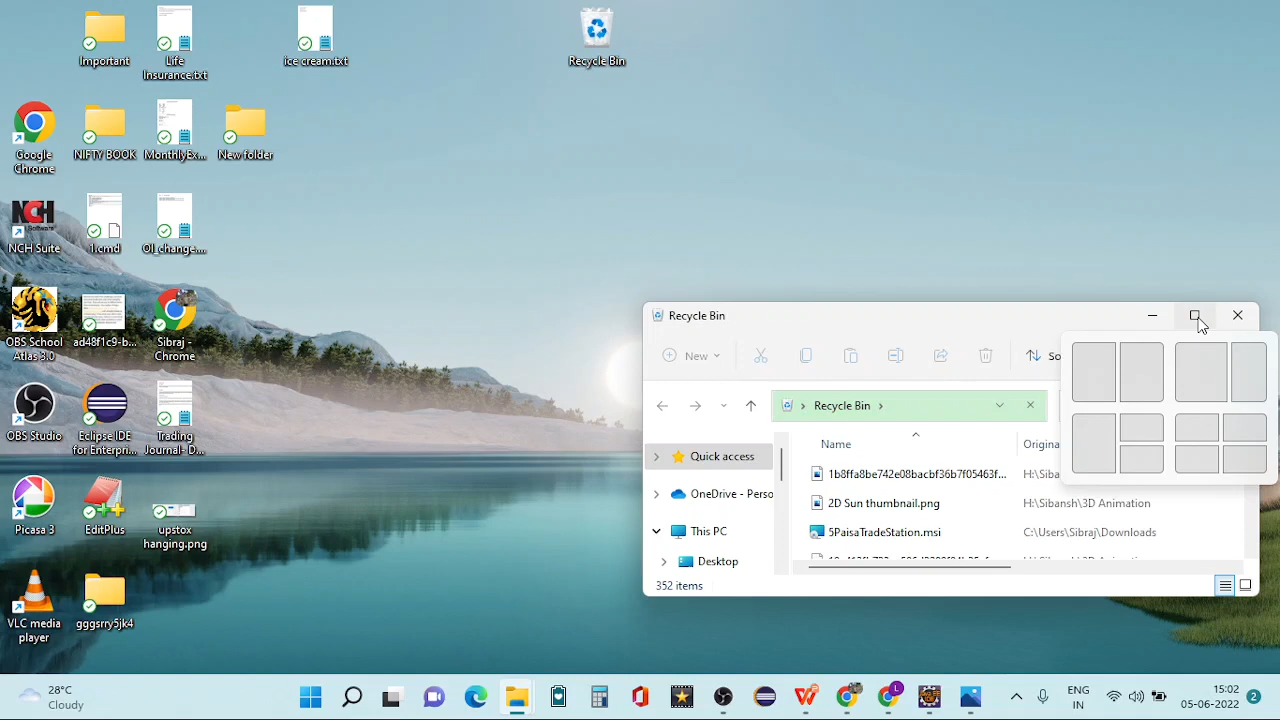 Important
Life
Insurance.txt
ice cream.txt
Recycle Bin
Google
Chrome
NIFTY BOOK
MonthlyEx...
New folder
NCH
Software
NCH Suite
1.cmd
OI_change....
OBS School
Atlas 3.0
ad48f1c9-b...
Sibraj -
Chrome
OBS Studio
Eclipse IDE
for Enterpri...
Trading
Journal- D...
Picasa 3
EditPlus
upstox
hanging.png
VLC media
player
gggsrry5jk4
Recycle Bin
New
So
Recycle Bin
Name
Origina
Quick access
1b8ffa8be742e08bacbf36b7f05463f...
H:\Siba
OneDrive - Perso
2D Sun thumbnail.png
H:\Sibansh\3D Animation
This PC
5PaisaTradeStation.msi
C:\Users\Sibraj\Downloads
Desktop
352 items
28°C
Cloudy
ENG
IN
15:02
05-05-2022
2